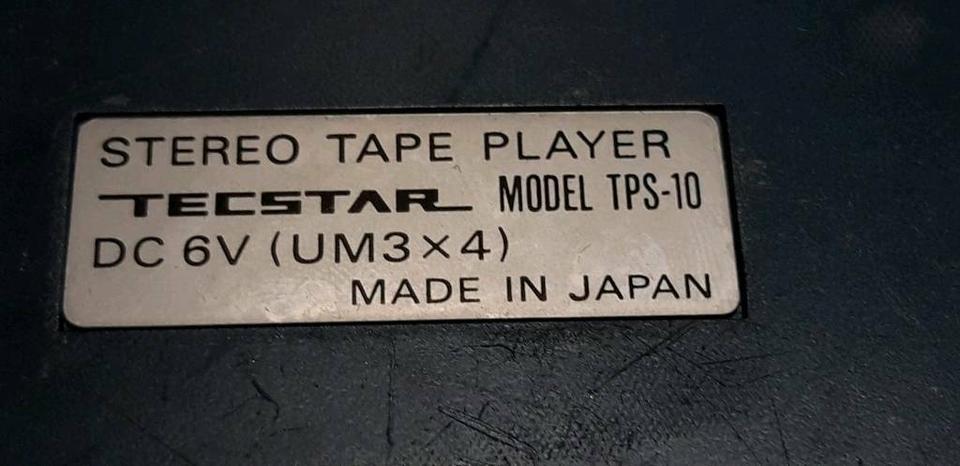 STEREO TAPE PLAYER
TECSTAR MODEL TPS-10
DC 6V (UM3×4)
MADE IN JAPAN